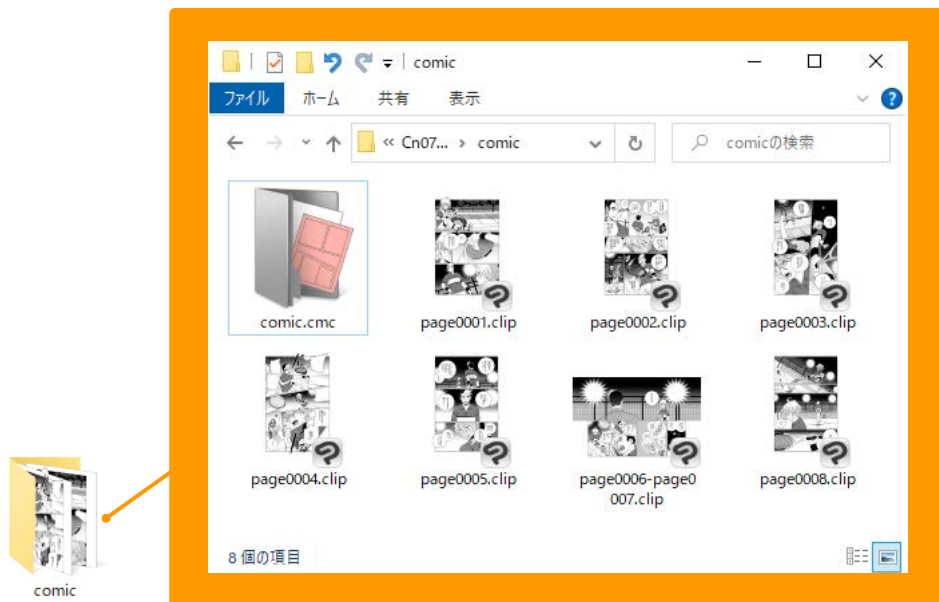 comic
ファイル ホーム 共有 表示
« Cn07... › comic
comicの検索
comic.cmc page0001.clip page0002.clip page0003.clip
page0004.clip page0005.clip page0006-page0
007.clip page0008.clip
8 個の項目
comic